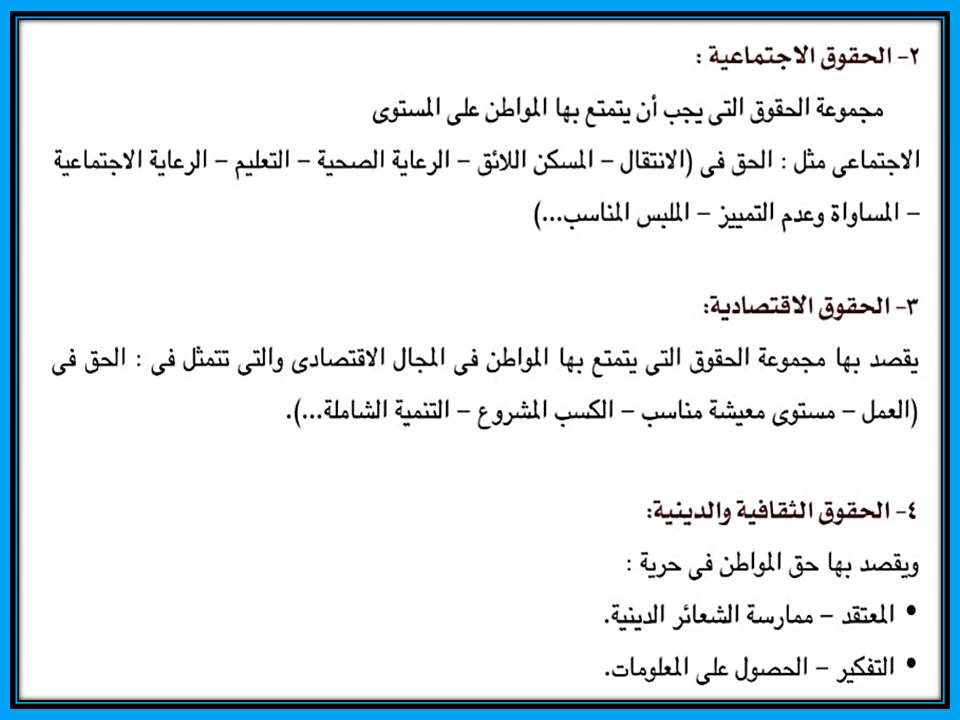 ٢- الحقوق الاجتماعية :
مجموعة الحقوق التى يجب أن يتمتع بها المواطن على المستوى
الاجتماعى مثل : الحق فى (الانتقال – المسكن اللائق – الرعاية الصحية – التعليم – الرعاية الاجتماعية
– المساواة وعدم التمييز – الملبس المناسب...)
٣- الحقوق الاقتصادية:
يقصد بها مجموعة الحقوق التى يتمتع بها المواطن فى المجال الاقتصادى والتى تتمثل فى : الحق فى
(العمل – مستوى معيشة مناسب – الكسب المشروع – التنمية الشاملة...).
٤- الحقوق الثقافية والدينية:
ويقصد بها حق المواطن فى حرية :
• المعتقد – ممارسة الشعائر الدينية.
• التفكير – الحصول على المعلومات.